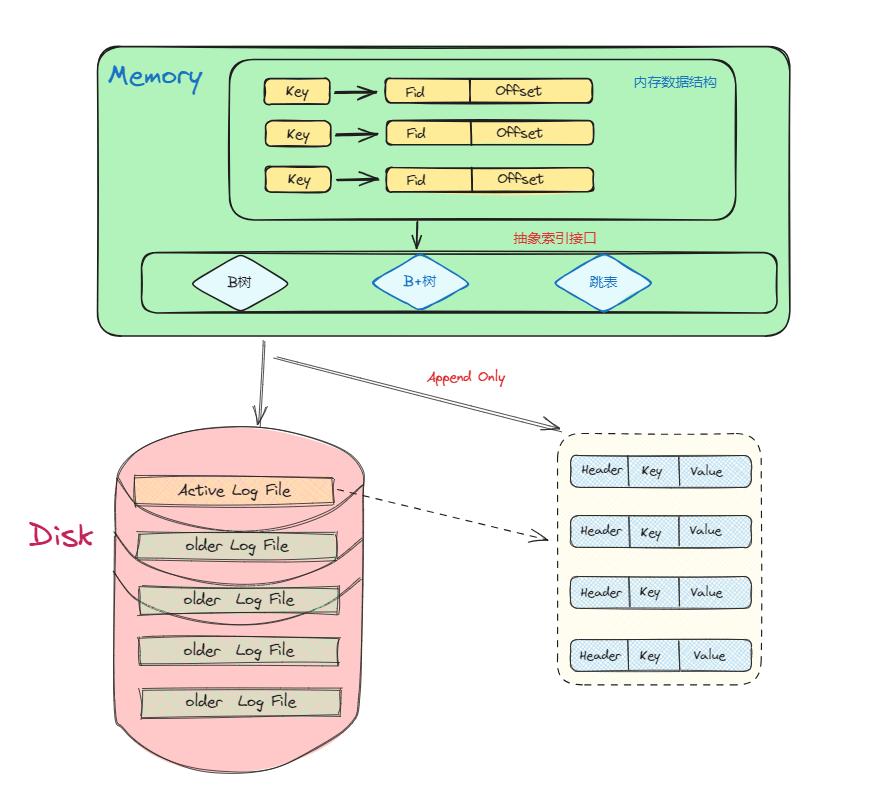 Memory
内存数据结构
Key Fid Offset
Key Fid Offset
Key Fid Offset
抽象索引接口
B树 B+树 跳表
Append Only
Disk
Active Log File
older Log File
older Log File
older Log File
older Log File
Header Key Value
Header Key Value
Header Key Value
Header Key Value